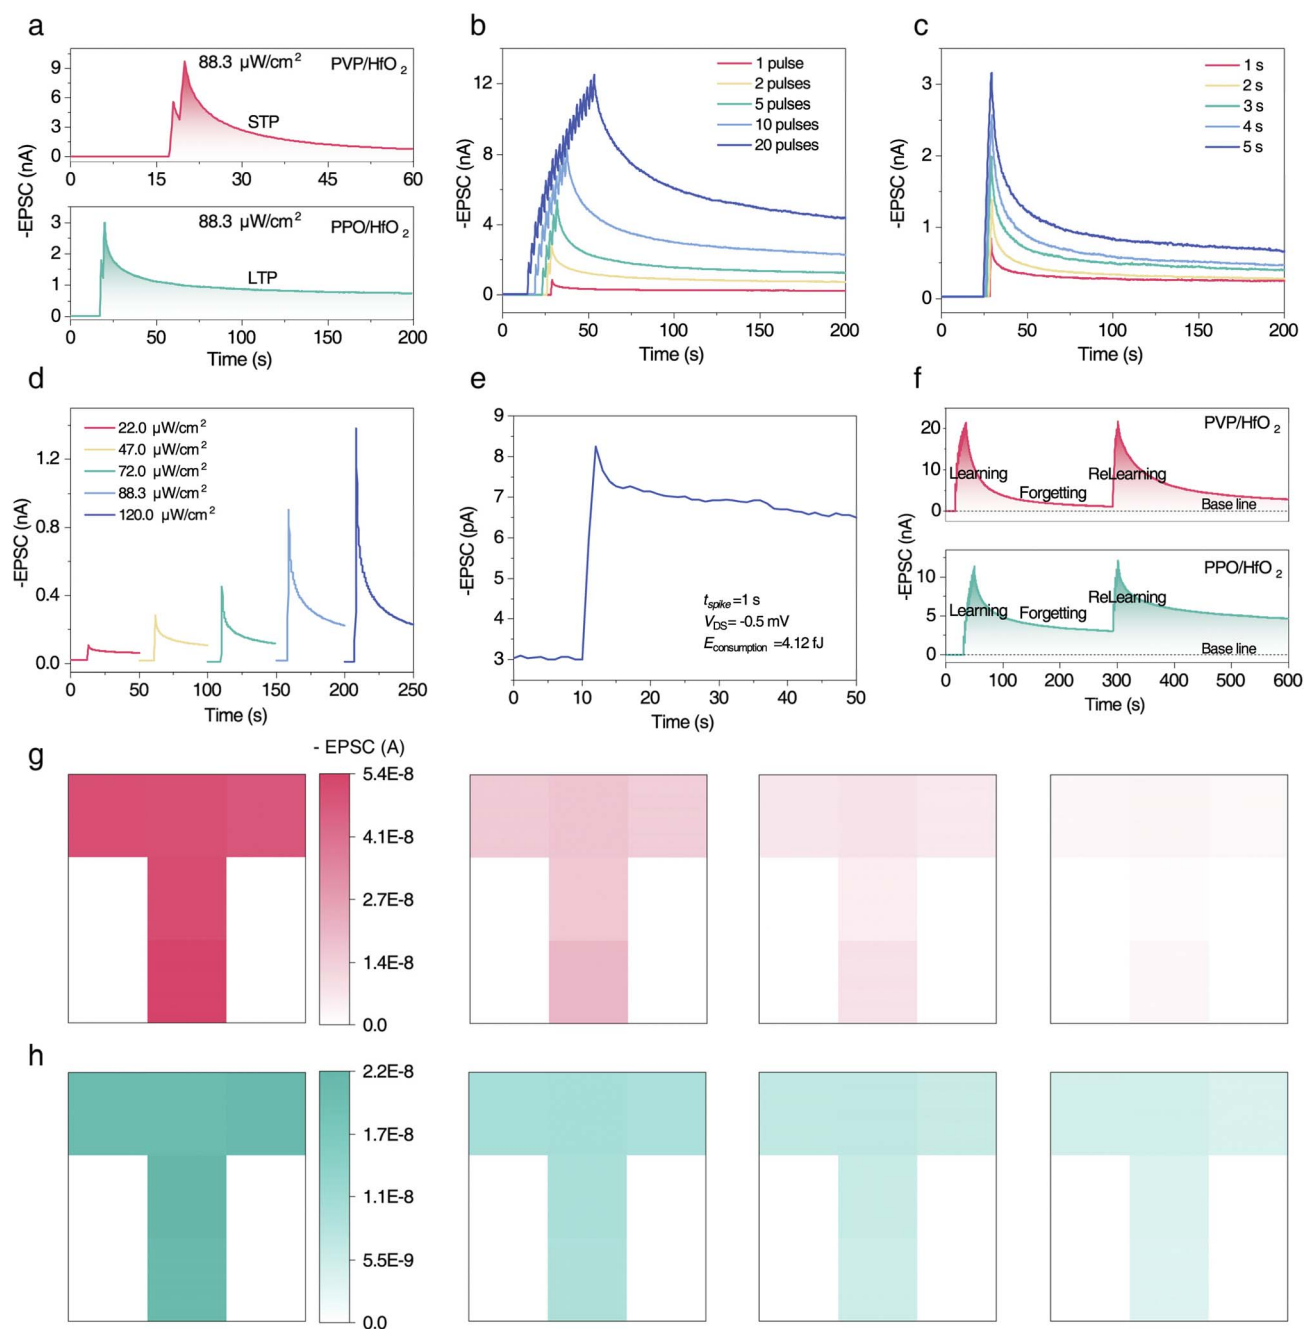 a
88.3 μW/cm2
PVP/HfO2
9
6
3
0
STP
0
15
30
45
60
88.3 μW/cm2
PPO/HfO2
3
2
1
0
LTP
0
50
100
150
200
-EPSC (nA)
Time (s)
b
1 pulse
2 pulses
5 pulses
10 pulses
20 pulses
12
8
4
0
-EPSC (nA)
0
50
100
150
200
Time (s)
c
1 s
2 s
3 s
4 s
5 s
3
2
1
0
-EPSC (nA)
0
50
100
150
200
Time (s)
d
22.0 μW/cm2
47.0 μW/cm2
72.0 μW/cm2
88.3 μW/cm2
120.0 μW/cm2
1.2
0.8
0.4
0.0
-EPSC (nA)
0
50
100
150
200
250
Time (s)
e
9
8
7
6
5
4
3
-EPSC (pA)
tspike=1 s
VDS= -0.5 mV
Econsumption =4.12 fJ
0
10
20
30
40
50
Time (s)
f
PVP/HfO2
20
10
0
Learning
Forgetting
ReLearning
Base line
PPO/HfO2
10
5
0
Learning
Forgetting
ReLearning
Base line
-EPSC (nA)
0
100
200
300
400
500
600
Time (s)
g
- EPSC (A)
5.4E-8
4.1E-8
2.7E-8
1.4E-8
0.0
h
2.2E-8
1.7E-8
1.1E-8
5.5E-9
0.0